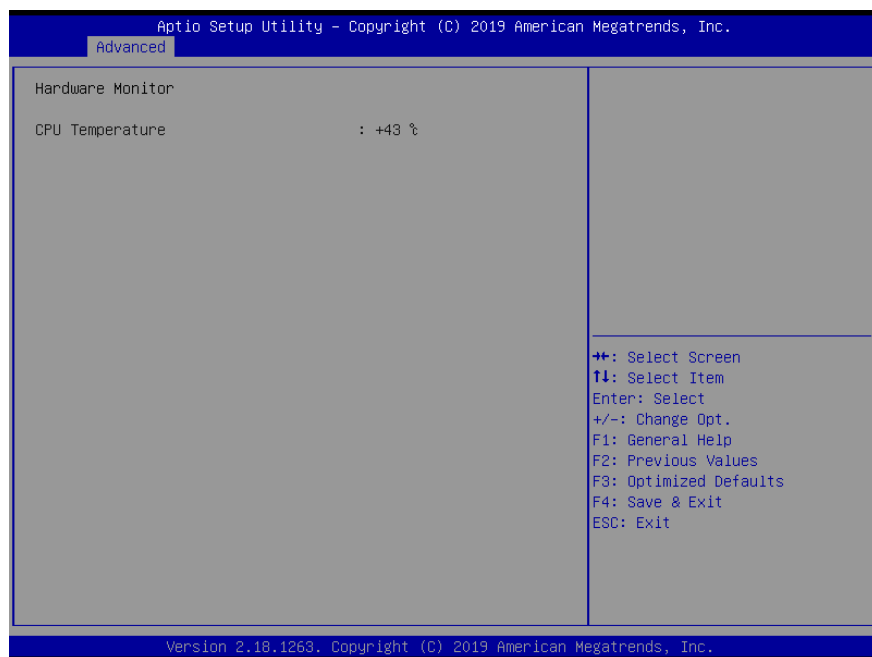 Aptio Setup Utility – Copyright (C) 2019 American Megatrends, Inc.
Advanced
Hardware Monitor
CPU Temperature : +43 ℃
→←: Select Screen
↑↓: Select Item
Enter: Select
+/-: Change Opt.
F1: General Help
F2: Previous Values
F3: Optimized Defaults
F4: Save & Exit
ESC: Exit
Version 2.18.1263. Copyright (C) 2019 American Megatrends, Inc.